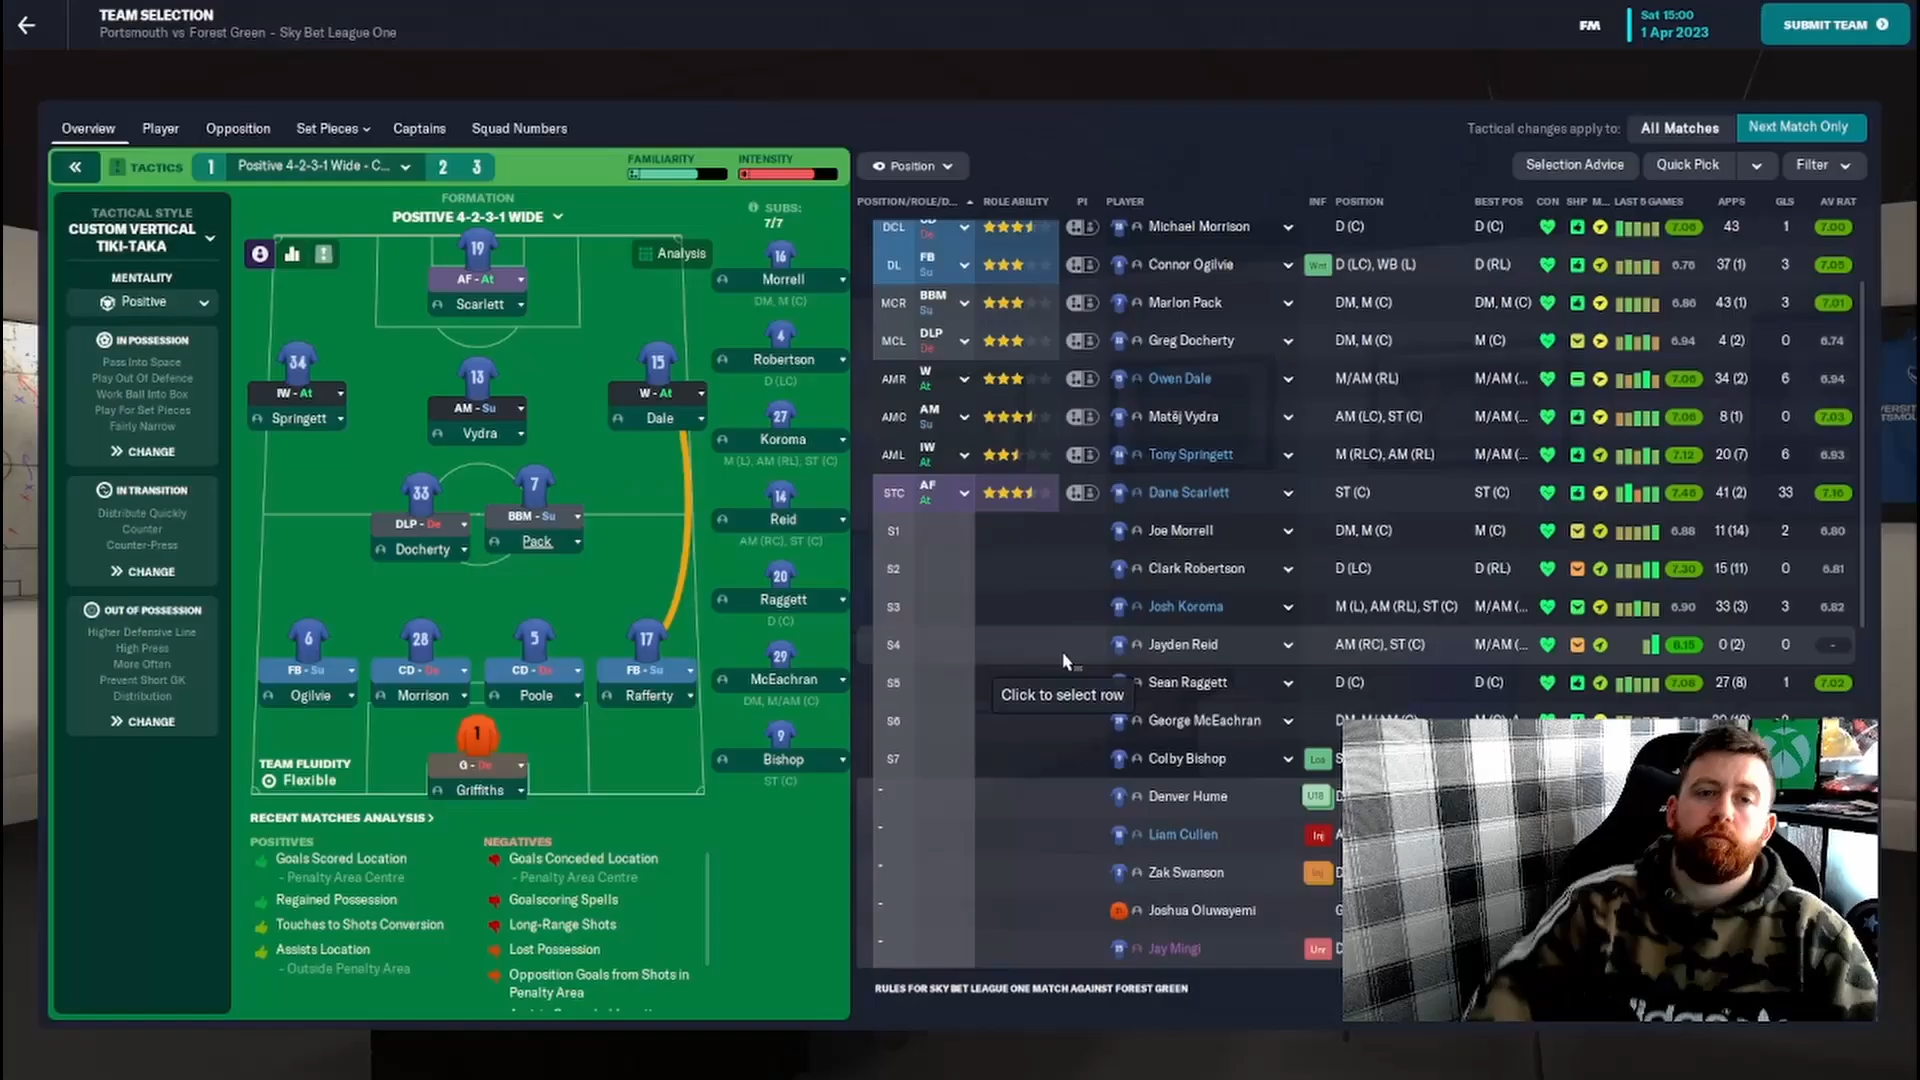 TEAM SELECTION
Portsmouth vs Forest Green - Sky Bet League One
FM
Sat 15:00
1 Apr 2023
SUBMIT TEAM
Overview Player Opposition Set Pieces Captains Squad Numbers
Tactical changes apply to: All Matches Next Match Only
TACTICS 1 Positive 4-2-3-1 Wide - C... 2 3
FAMILIARITY INTENSITY
Position
Selection Advice Quick Pick Filter
TACTICAL STYLE
CUSTOM VERTICAL
TIKI-TAKA
MENTALITY
Positive
IN POSSESSION
Pass Into Space
Play Out Of Defence
Work Ball Into Box
Play For Set Pieces
Fairly Narrow
CHANGE
IN TRANSITION
Distribute Quickly
Counter
Counter-Press
CHANGE
OUT OF POSSESSION
Higher Defensive Line
High Press
More Often
Prevent Short GK
Distribution
CHANGE
FORMATION
POSITIVE 4-2-3-1 WIDE
SUBS:
7/7
Analysis
19
AF - At
Scarlett
34
IW - At
Springett
13
AM - Su
Vydra
15
W - At
Dale
33
DLP - De
Docherty
7
BBM - Su
Pack
6
FB - Su
Ogilvie
28
CD - De
Morrison
5
CD - De
Poole
17
FB - Su
Rafferty
1
G - De
Griffiths
TEAM FLUIDITY
Flexible
16
Morrell
DM, M (C)
4
Robertson
D (LC)
27
Koroma
M (L), AM (RL), ST (C)
14
Reid
AM (RC), ST (C)
20
Raggett
D (C)
29
McEachran
DM, M/AM (C)
9
Bishop
ST (C)
RECENT MATCHES ANALYSIS >
POSITIVES
Goals Scored Location
- Penalty Area Centre
Regained Possession
Touches to Shots Conversion
Assists Location
- Outside Penalty Area
NEGATIVES
Goals Conceded Location
- Penalty Area Centre
Goalscoring Spells
Long-Range Shots
Lost Possession
Opposition Goals from Shots in
Penalty Area
POSITION/ROLE/D... ROLE ABILITY PI PLAYER INF POSITION BEST POS CON SHP M... LAST 5 GAMES APPS GLS AV RAT
DCL CD De Michael Morrison D (C) D (C) 7.06 43 1 7.00
DL FB Su Connor Ogilvie Wnt D (LC), WB (L) D (RL) 6.76 37 (1) 3 7.05
MCR BBM Su Marlon Pack DM, M (C) DM, M (C) 6.86 43 (1) 3 7.01
MCL DLP De Greg Docherty DM, M (C) M (C) 6.94 4 (2) 0 6.74
AMR W At Owen Dale M/AM (RL) M/AM (... 7.06 34 (2) 6 6.94
AMC AM Su Matěj Vydra AM (LC), ST (C) M/AM (... 7.06 8 (1) 0 7.03
AML IW At Tony Springett M (RLC), AM (RL) M/AM (... 7.12 20 (7) 6 6.93
STC AF At Dane Scarlett ST (C) ST (C) 7.46 41 (2) 33 7.16
S1 Joe Morrell DM, M (C) M (C) 6.88 11 (14) 2 6.80
S2 Clark Robertson D (LC) D (RL) 7.30 15 (11) 0 6.81
S3 Josh Koroma M (L), AM (RL), ST (C) M/AM (... 6.90 33 (3) 3 6.82
S4 Jayden Reid AM (RC), ST (C) M/AM (... 8.15 0 (2) 0 -
S5 Sean Raggett D (C) D (C) 7.08 27 (8) 1 7.02
Click to select row
S6 George McEachran
S7 Colby Bishop Loa
- Denver Hume U18
- Liam Cullen Inj
- Zak Swanson Inj
- Joshua Oluwayemi
- Jay Mingi Unr
RULES FOR SKY BET LEAGUE ONE MATCH AGAINST FOREST GREEN